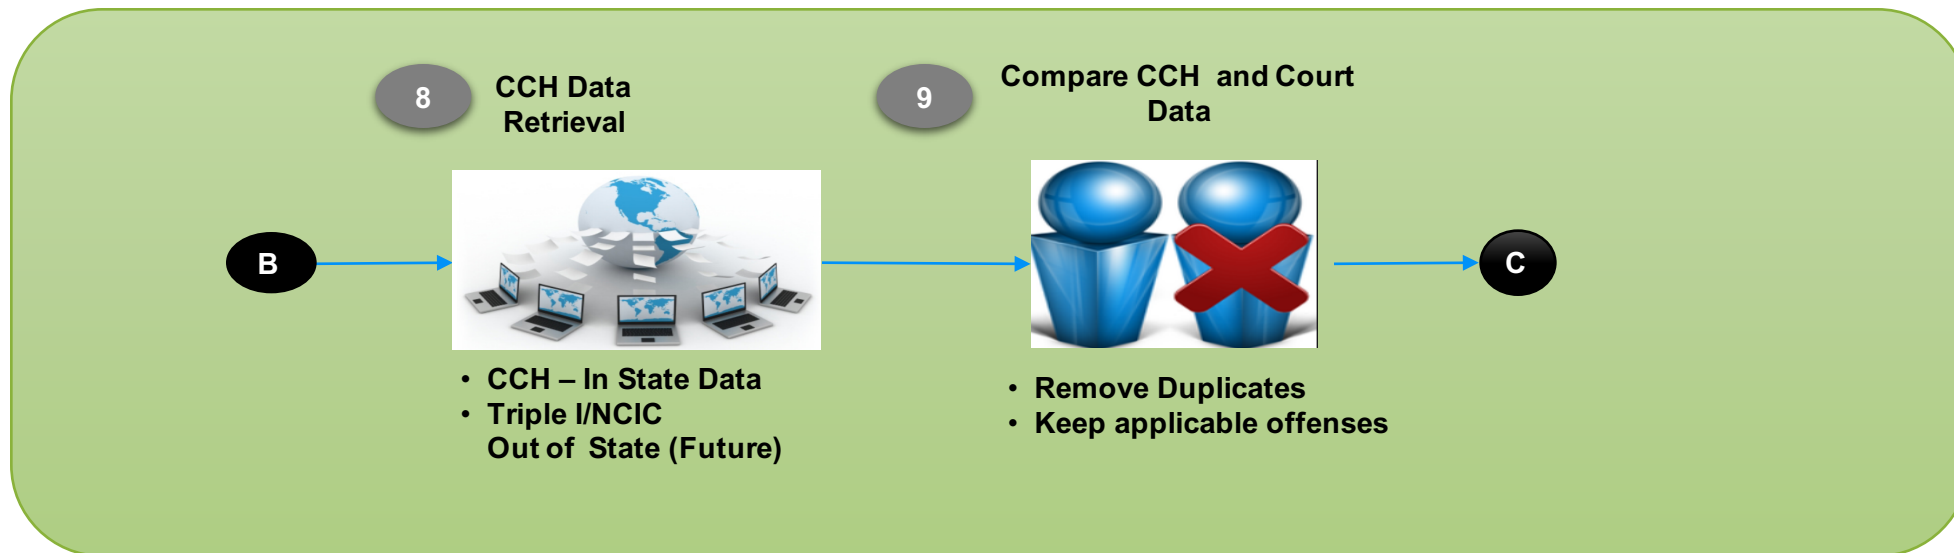 8
CCH Data
Retrieval
9
Compare CCH  and Court
Data
B
C
• CCH – In State Data
• Triple I/NCIC
Out of  State (Future)
• Remove Duplicates
• Keep applicable offenses